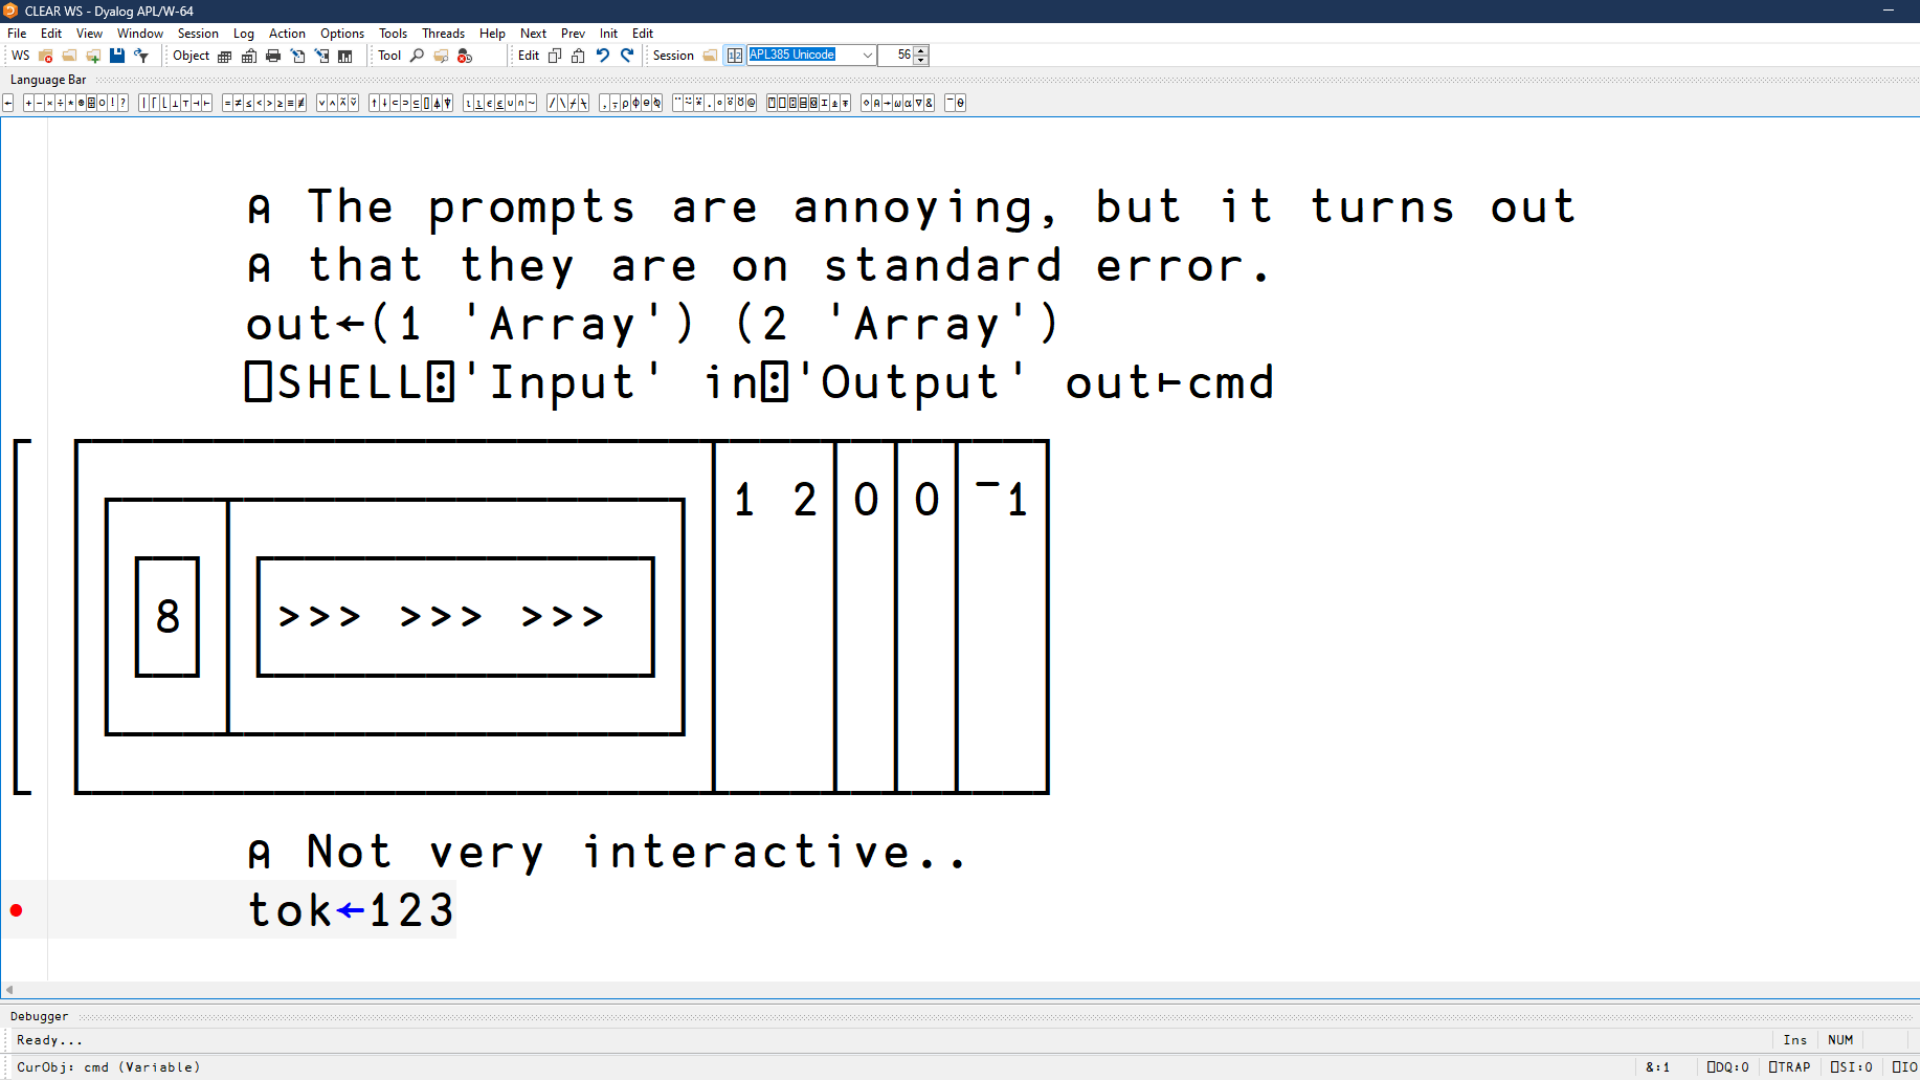 CLEAR WS - Dyalog APL/W-64
File Edit View Window Session Log Action Options Tools Threads Help Next Prev Init Edit
WS Object Tool Edit Session APL385 Unicode 56
Language Bar
⍝ The prompts are annoying, but it turns out
⍝ that they are on standard error.
out←(1 'Array') (2 'Array')
⎕SHELL⍠'Input' in⍠'Output' out⊢cmd
1 2 0 0 ¯1
8 >>> >>> >>>
⍝ Not very interactive..
tok←123
Debugger
Ready...
Ins NUM
CurObj: cmd (Variable)
&:1 ⎕DQ:0 ⎕TRAP ⎕SI:0 ⎕IO